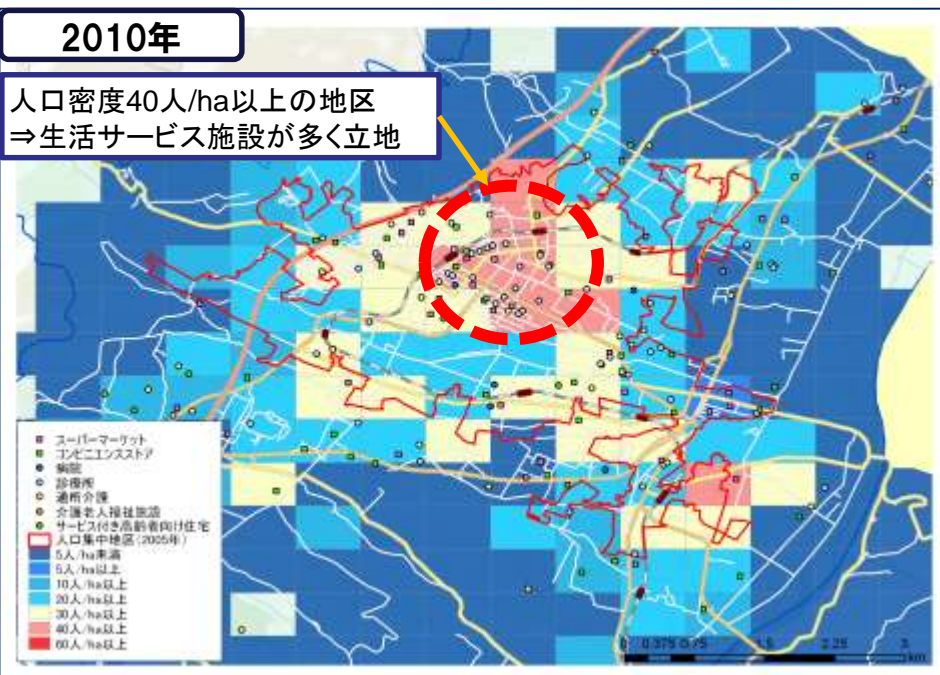 2010年
人口密度40人/ha以上の地区
⇒生活サービス施設が多く立地
スーパーマーケット
コンビニエンスストア
病院
診療所
通所介護
介護老人福祉施設
サービス付き高齢者向け住宅
人口集中地区(2005年)
5人/ha未満
5人/ha以上
10人/ha以上
20人/ha以上
30人/ha以上
40人/ha以上
60人/ha以上
0 0.375 0.75 1.5 2.25 3
km